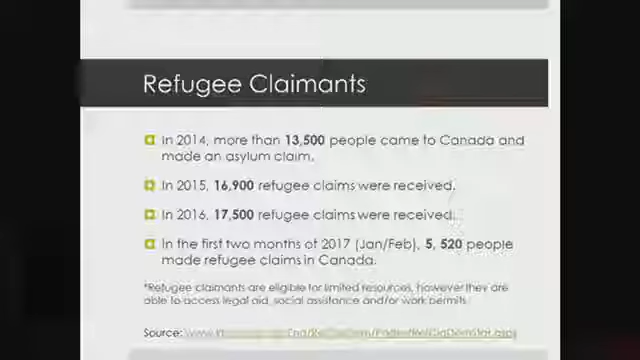 Refugee Claimants
In 2014, more than 13,500 people came to Canada and
made an asylum claim.
In 2015, 16,900 refugee claims were received.
In 2016, 17,500 refugee claims were received.
In the first two months of 2017 (Jan/Feb), 5, 520 people
made refugee claims in Canada.
*Refugee claimants are eligible for limited resources, however they are
able to access legal aid, social assistance and/or work permits
Source: